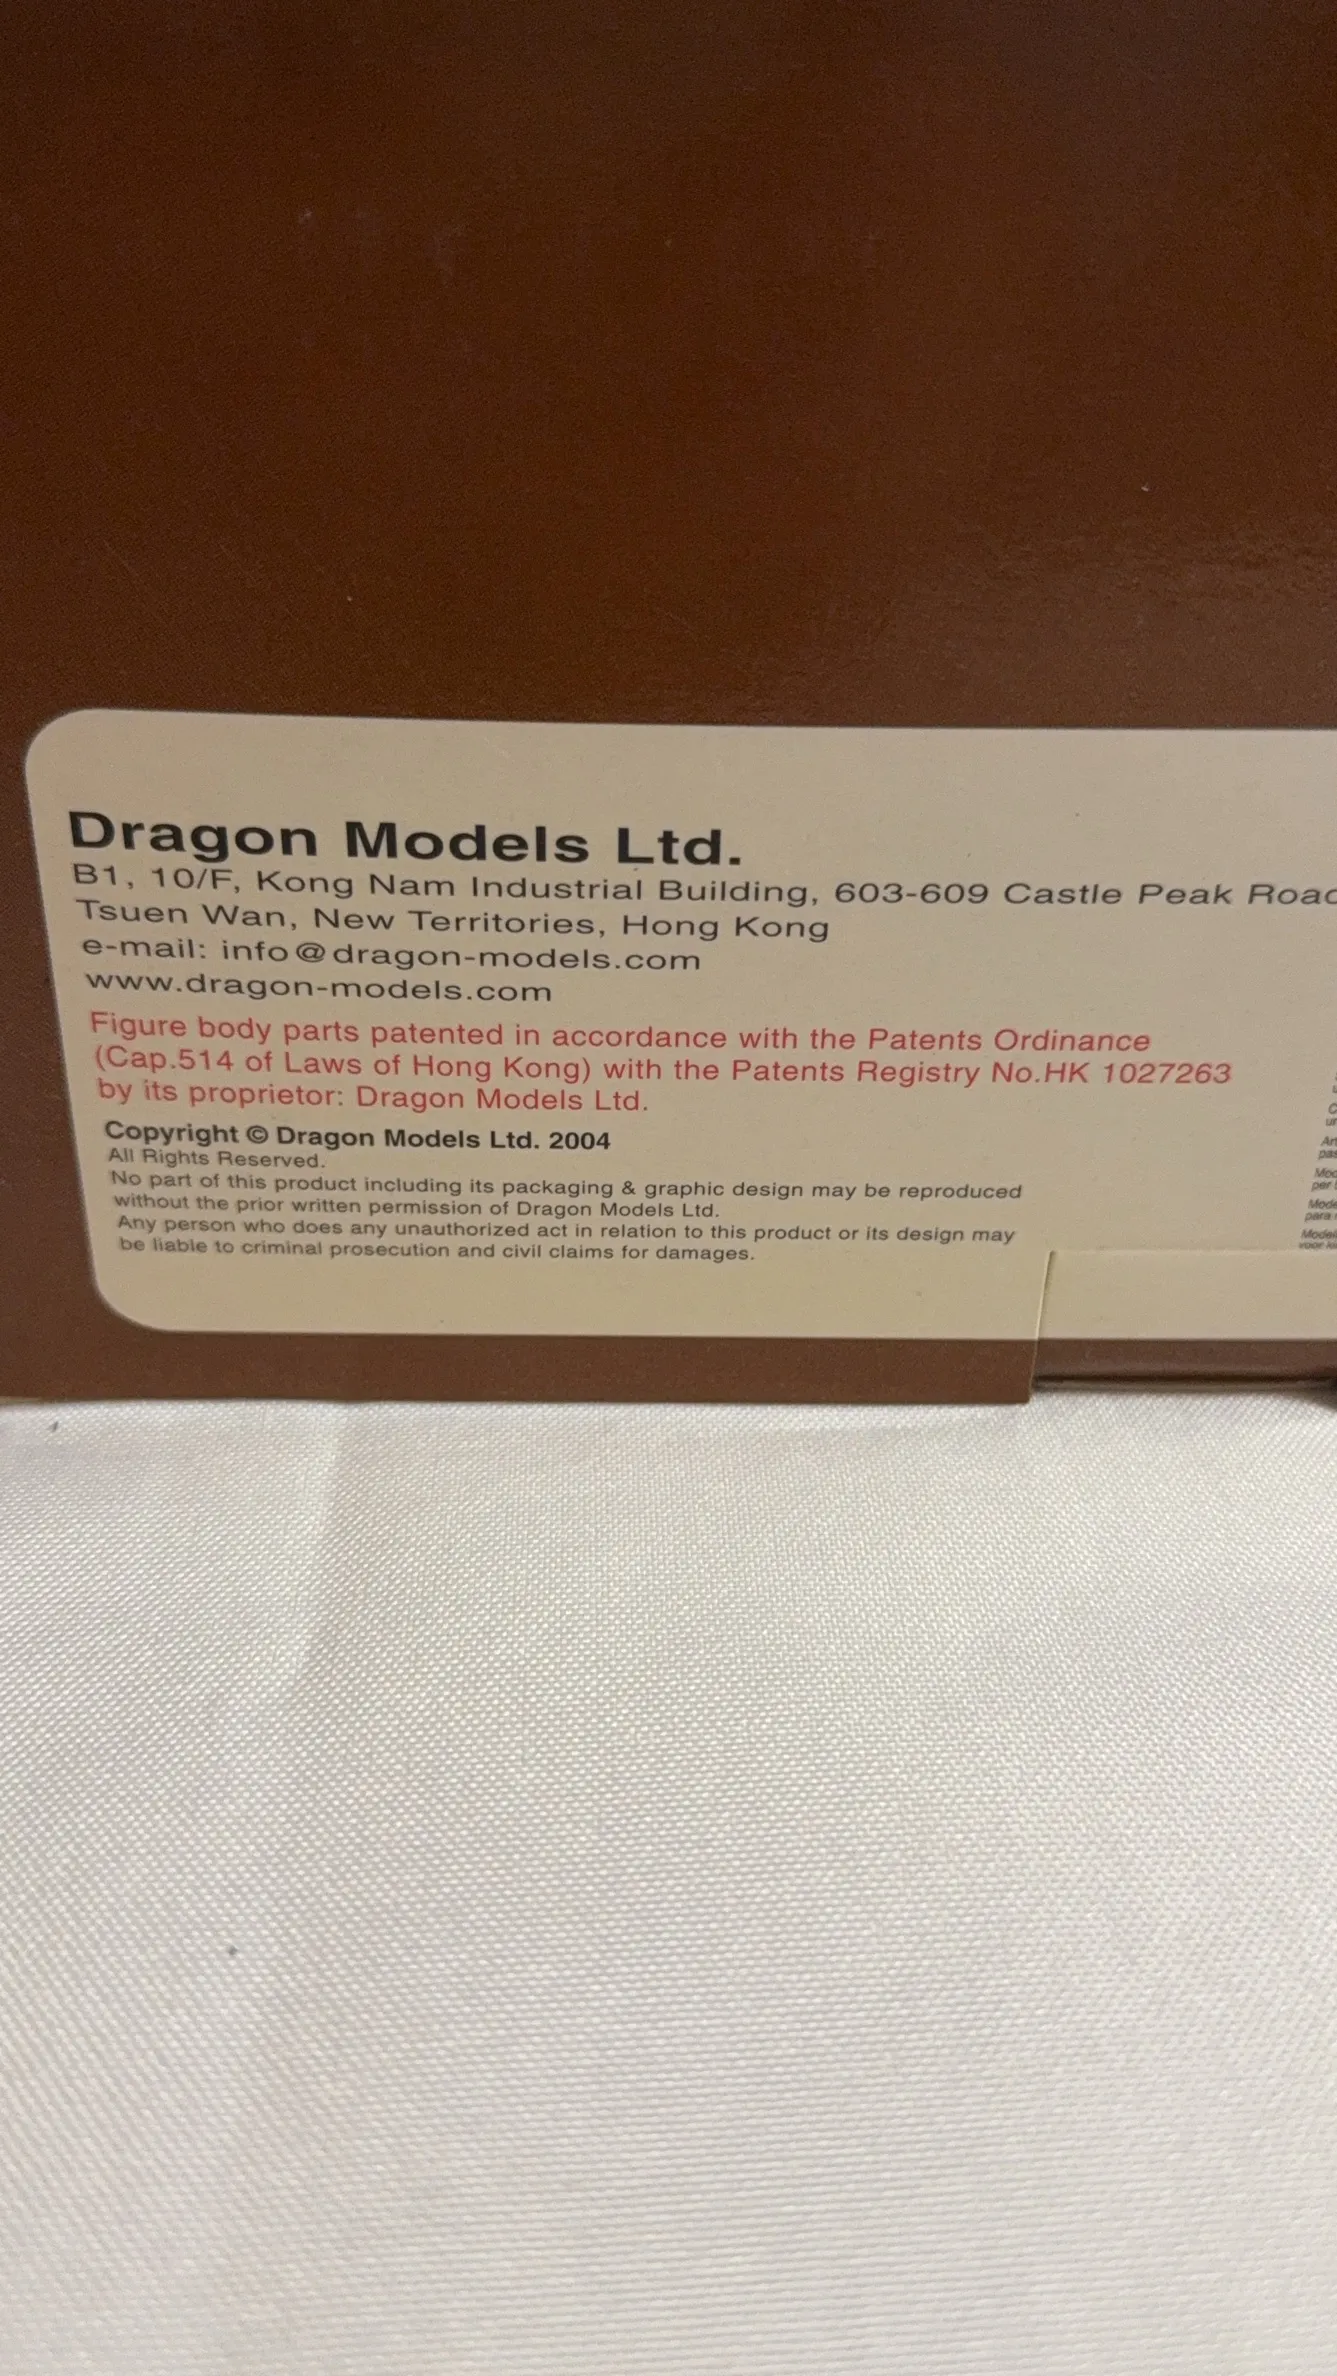 Dragon Models Ltd.
B1, 10/F, Kong Nam Industrial Building, 603-609 Castle Peak Road
Tsuen Wan, New Territories, Hong Kong
e-mail: info@dragon-models.com
www.dragon-models.com
Figure body parts patented in accordance with the Patents Ordinance
(Cap.514 of Laws of Hong Kong) with the Patents Registry No.HK 1027263
by its proprietor: Dragon Models Ltd.
Copyright © Dragon Models Ltd. 2004
All Rights Reserved.
No part of this product including its packaging & graphic design may be reproduced
without the prior written permission of Dragon Models Ltd.
Any person who does any unauthorized act in relation to this product or its design may
be liable to criminal prosecution and civil claims for damages.